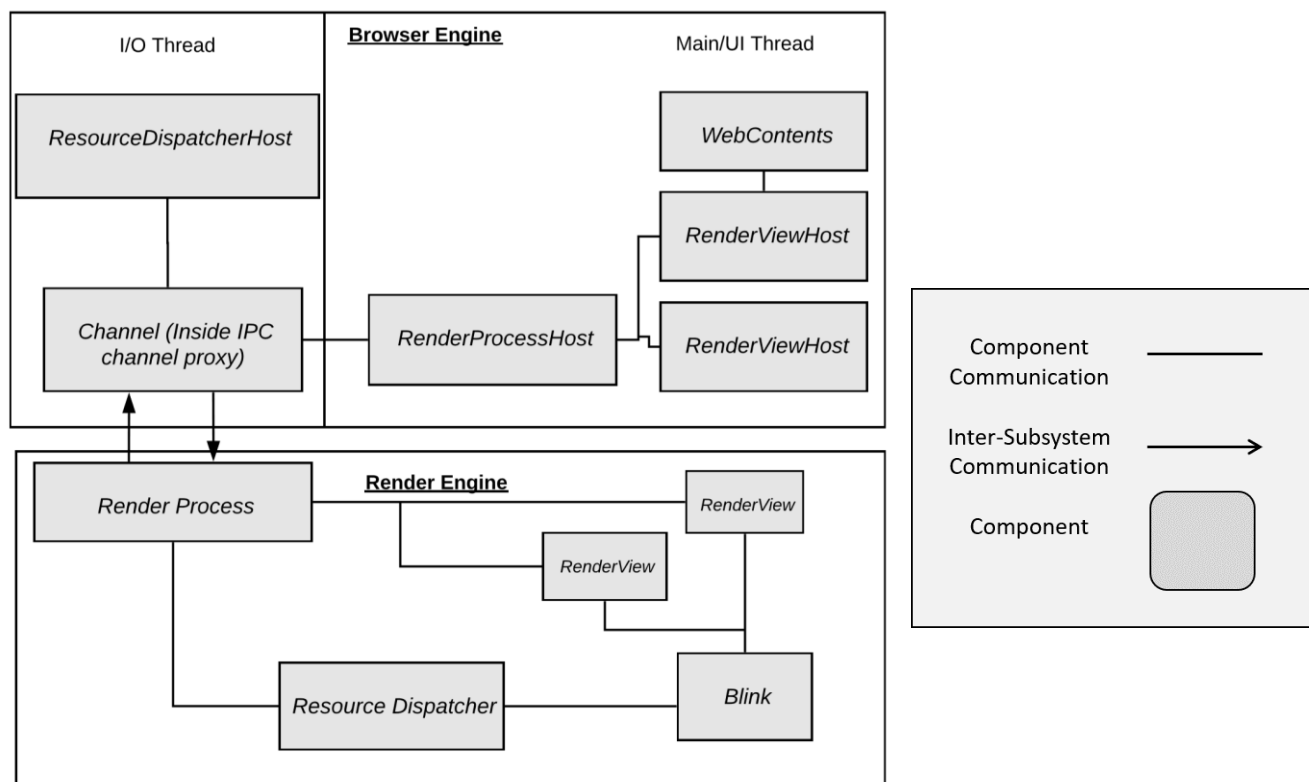 I/O Thread
Browser Engine
Main/UI Thread
ResourceDispatcherHost
WebContents
RenderViewHost
Channel (Inside IPC
channel proxy)
RenderProcessHost
RenderViewHost
Render Process
Render Engine
RenderView
RenderView
Resource Dispatcher
Blink
Component
Communication
Inter-Subsystem
Communication
Component